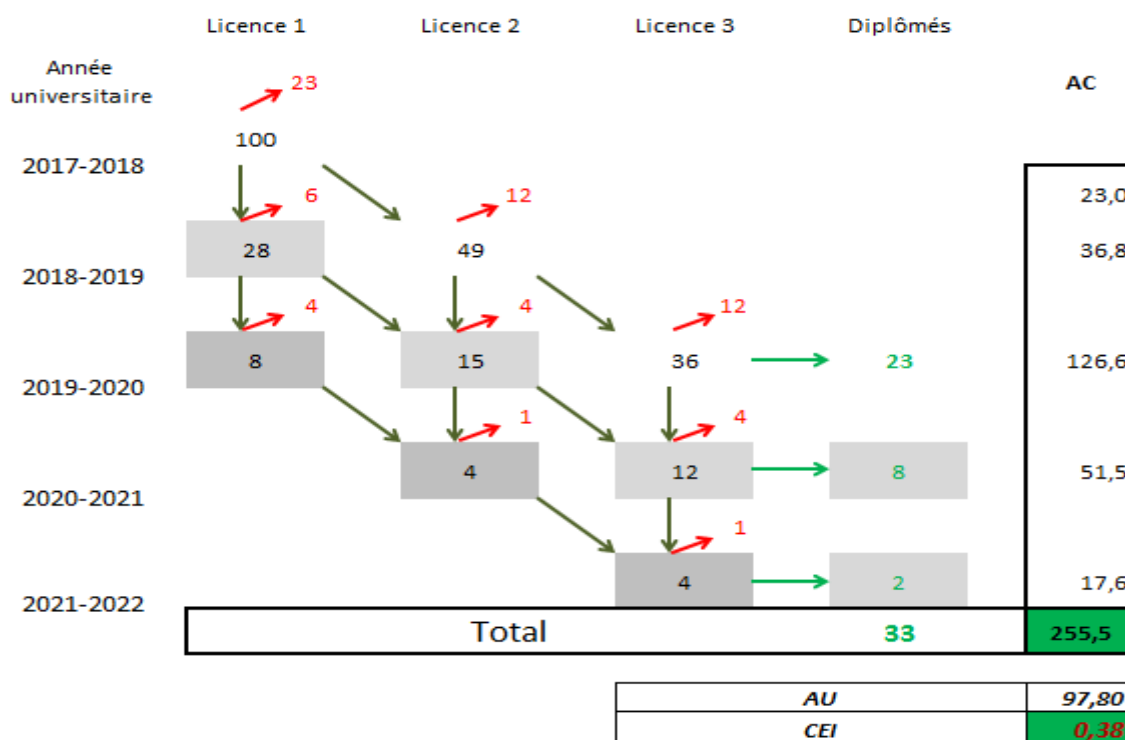 Licence 1 Licence 2 Licence 3 Diplômés
Année
universitaire
AC
23
100
2017-2018
6 12 23,0
28 49 36,8
2018-2019
4 4 12
8 15 36 23 126,6
2019-2020
1 4
4 12 8 51,5
2020-2021
1
4 2 17,6
2021-2022
Total 33 255,5
AU 97,80
CEI 0,38